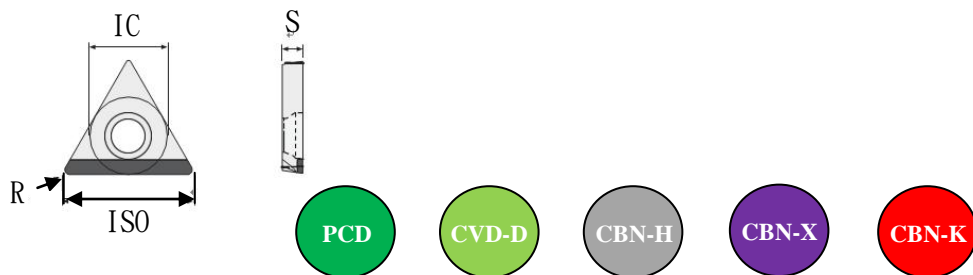 IC
S
R
ISO
PCD
CVD-D
CBN-H
CBN-X
CBN-K